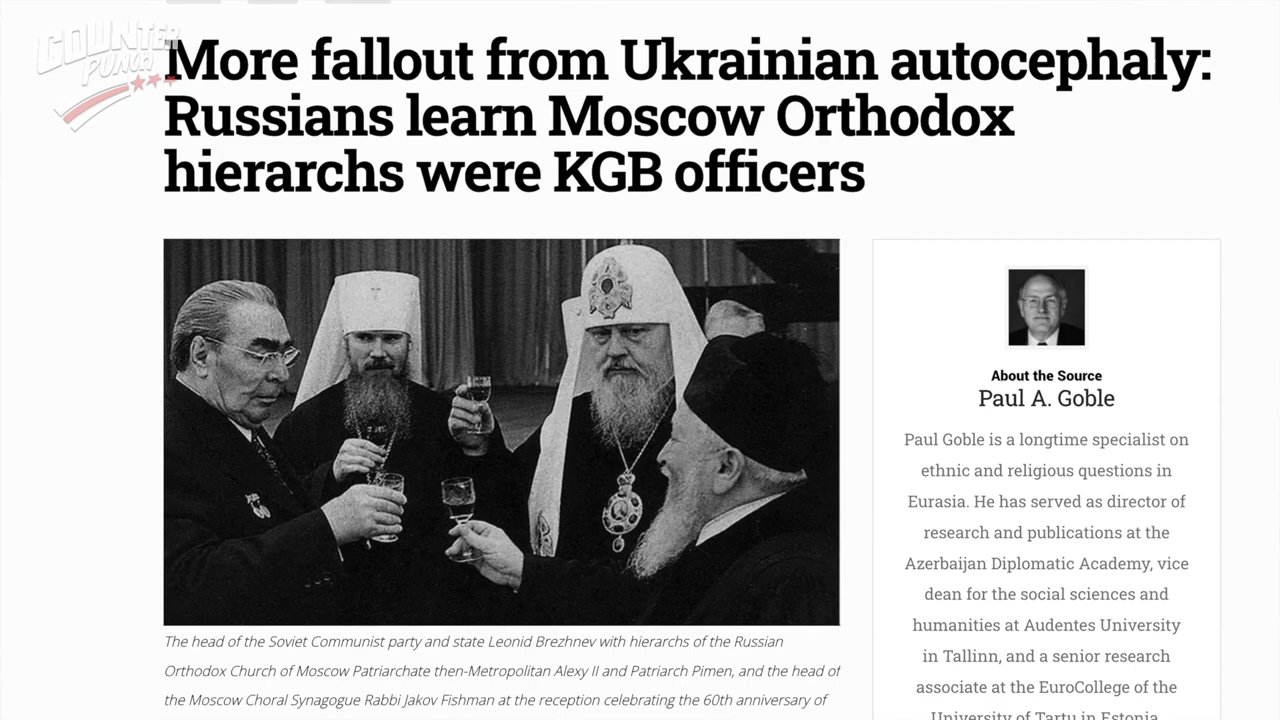 COUNTER
PUNCH
More fallout from Ukrainian autocephaly:
Russians learn Moscow Orthodox
hierarchs were KGB officers
The head of the Soviet Communist party and state Leonid Brezhnev with hierarchs of the Russian
Orthodox Church of Moscow Patriarchate then-Metropolitan Alexy II and Patriarch Pimen, and the head of
the Moscow Choral Synagogue Rabbi Jakov Fishman at the reception celebrating the 60th anniversary of
About the Source
Paul A. Goble
Paul Goble is a longtime specialist on
ethnic and religious questions in
Eurasia. He has served as director of
research and publications at the
Azerbaijan Diplomatic Academy, vice
dean for the social sciences and
humanities at Audentes University
in Tallinn, and a senior research
associate at the EuroCollege of the
University of Tartu in Estonia